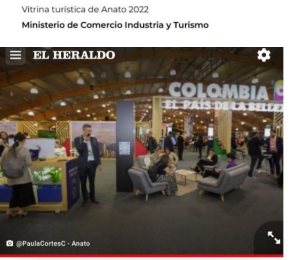 Vitrina turística de Anato 2022
Ministerio de Comercio Industria y Turismo
EL HERALDO
COLOMBIA
EL PAÍS DE LA BELLEZ
@PaulaCortesC - Anato